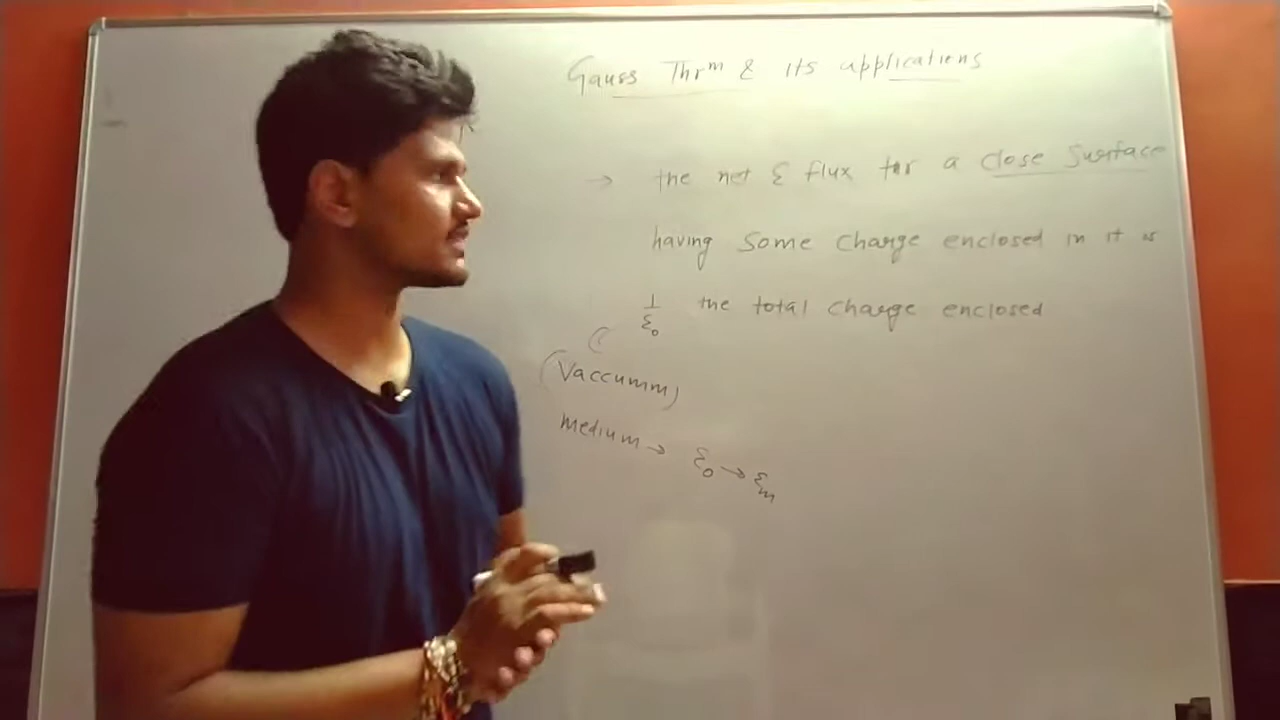 Gauss Thrᵐ & its applications
→ the net ε flux for a close surface
having some charge enclosed in it is
1/ε₀ the total charge enclosed
(Vaccumm)
medium → ε₀ → εₘ